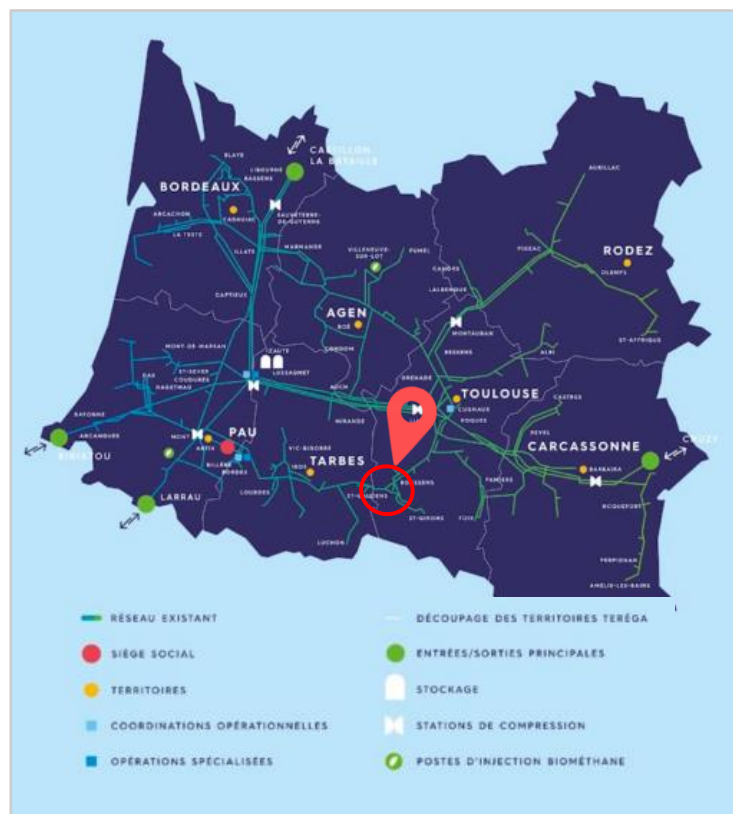 CASTILLON
LA BATAILLE
BLAYE
LIBOURNE
BASSENS
AURILLAC
BORDEAUX
CANÉJAN
SAUVETERRE-
DE-GUYENNE
ARCACHON
LA TESTE
ILLATS
MARMANDE
VILLENEUVE-
SUR-LOT
FUMEL
CAHORS
FIGEAC
RODEZ
OLEMPS
LALBENQUE
CAPTIEUX
AGEN
BOÉ
MONTAUBAN
ST-AFFRIQUE
MONT-DE-MARSAN
CONDOM
BESSENS
ALBI
IZAUTE
ST-SEVER
LUSSAGNET
COUDURES
HAGETMAU
DAX
AUCH
GRENADE
TOULOUSE
CUGNAUX
CASTRES
BAYONNE
MIRANDE
ROQUES
REVEL
ARCANGUES
MONT
PAU
CARCASSONNE
CRUZY
BIRIATOU
ARTIX
VIC-BIGORRE
BILLÈRE
BORDES
IBOS
TARBES
BARBAIRA
BOUSSENS
PAMIERS
LARRAU
LOURDES
ST-GAUDENS
ROQUEFORT
ST-GIRONS
FOIX
LUCHON
PERPIGNAN
AMÉLIE-LES-BAINS
RÉSEAU EXISTANT
DÉCOUPAGE DES TERRITOIRES TERÉGA
SIÈGE SOCIAL
ENTRÉES/SORTIES PRINCIPALES
TERRITOIRES
STOCKAGE
COORDINATIONS OPÉRATIONNELLES
STATIONS DE COMPRESSION
OPÉRATIONS SPÉCIALISÉES
POSTES D'INJECTION BIOMÉTHANE